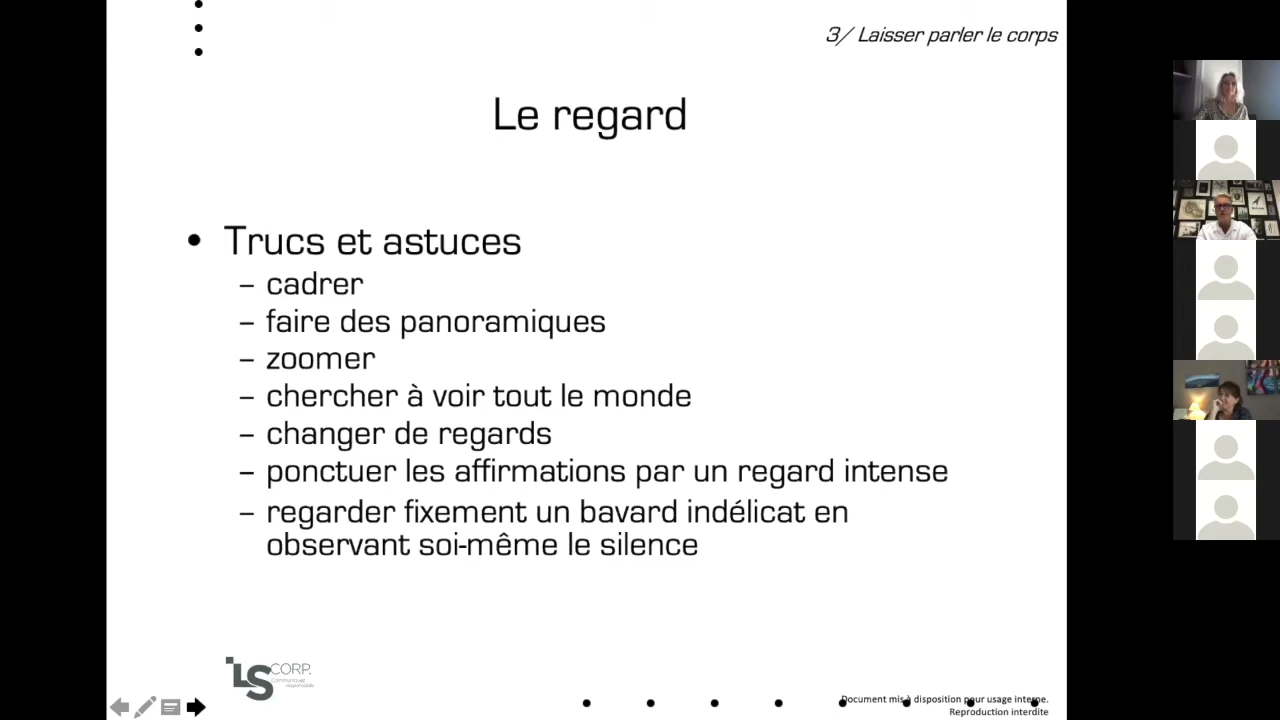 3/ Laisser parler le corps
Le regard
• Trucs et astuces
– cadrer
– faire des panoramiques
– zoomer
– chercher à voir tout le monde
– changer de regards
– ponctuer les affirmations par un regard intense
– regarder fixement un bavard indélicat en
observant soi-même le silence
LS CORP.
Communiquez
responsable
Document mis à disposition pour usage interne.
Reproduction interdite